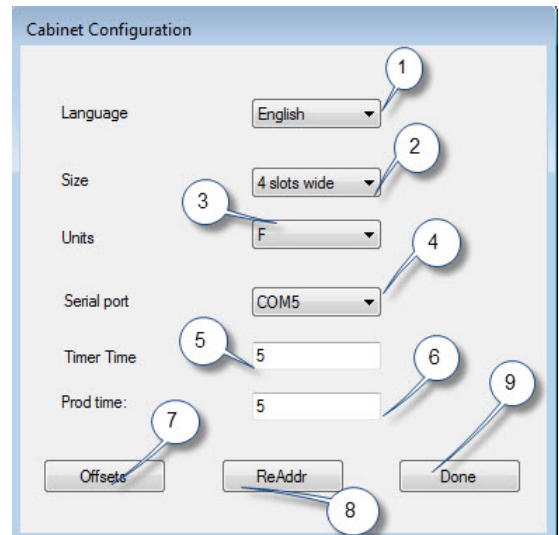 Cabinet Configuration
1
Language English
2
Size 4 slots wide
3
Units F
4
Serial port COM5
5
Timer Time 5
6
Prod time: 5
9
7
Offsets ReAddr Done
8